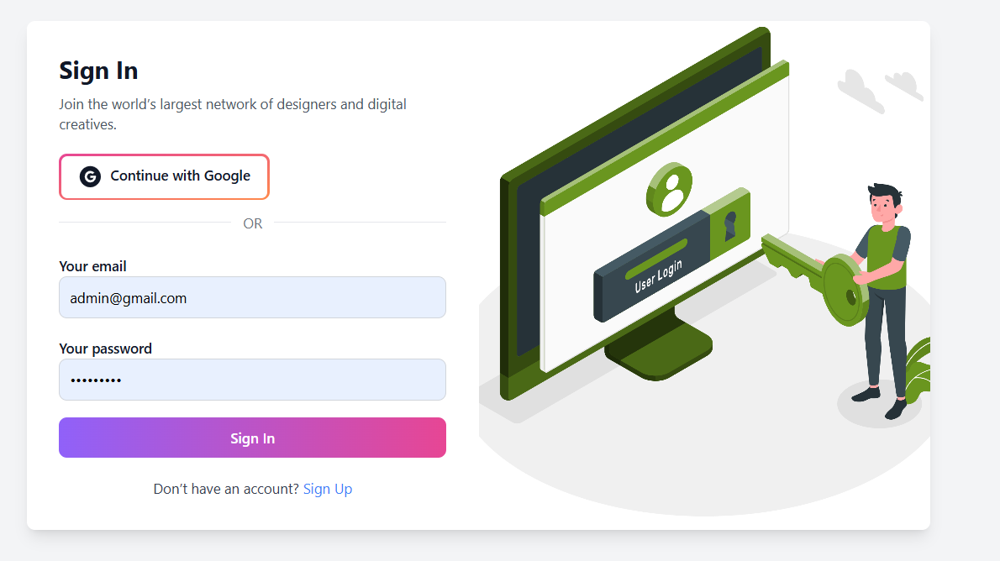 Sign In
Join the world’s largest network of designers and digital
creatives.
G Continue with Google
OR
Your email
admin@gmail.com
Your password
•••••••••
Sign In
Don’t have an account? Sign Up
User Login